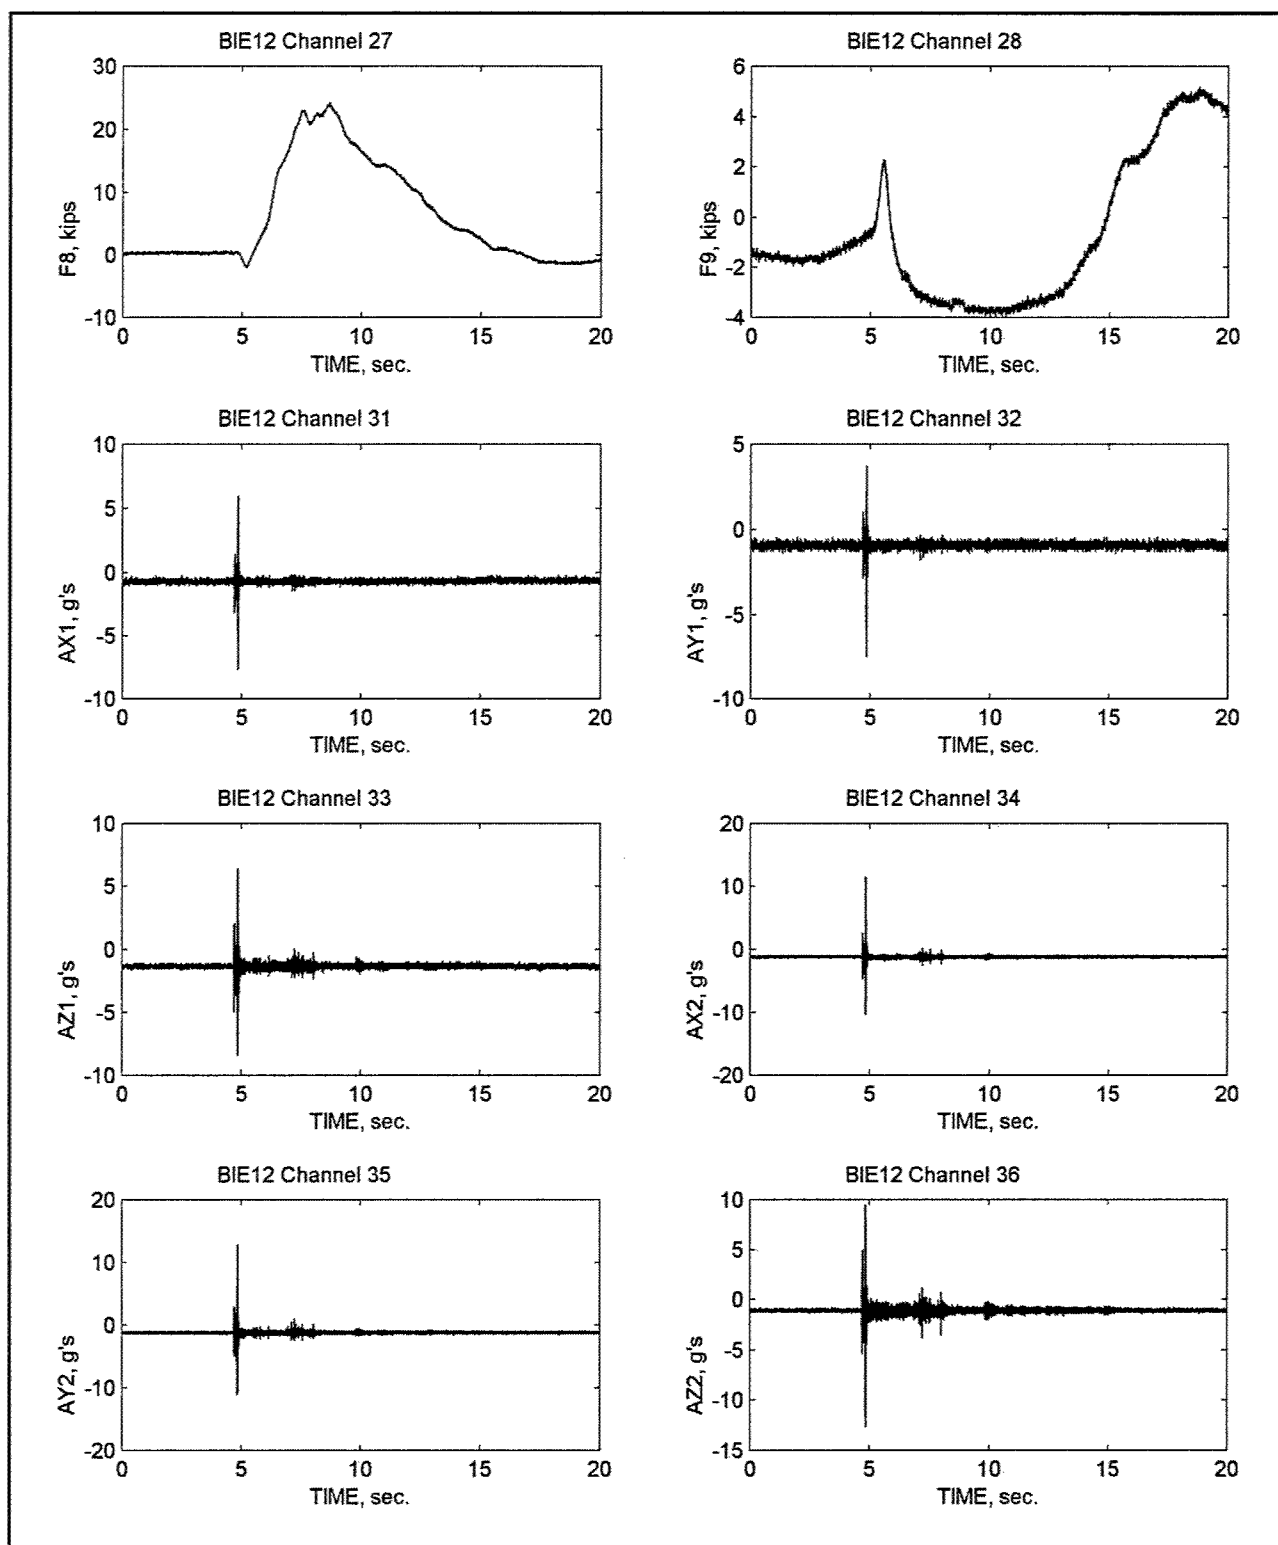 BIE12 Channel 27
30
20
10
0
-10
F8, kips
0 5 10 15 20
TIME, sec.
BIE12 Channel 28
6
4
2
0
-2
-4
F9, kips
0 5 10 15 20
TIME, sec.
BIE12 Channel 31
10
5
0
-5
-10
AX1, g's
0 5 10 15 20
TIME, sec.
BIE12 Channel 32
5
0
-5
-10
AY1, g's
0 5 10 15 20
TIME, sec.
BIE12 Channel 33
10
5
0
-5
-10
AZ1, g's
0 5 10 15 20
TIME, sec.
BIE12 Channel 34
20
10
0
-10
-20
AX2, g's
0 5 10 15 20
TIME, sec.
BIE12 Channel 35
20
10
0
-10
-20
AY2, g's
0 5 10 15 20
TIME, sec.
BIE12 Channel 36
10
5
0
-5
-10
-15
AZ2, g's
0 5 10 15 20
TIME, sec.